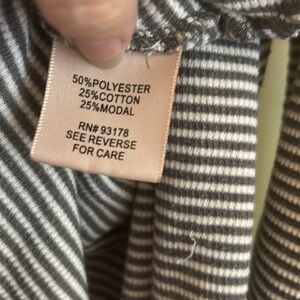 50%POLYESTER
25%COTTON
25%MODAL
RN# 93178
SEE REVERSE
FOR CARE